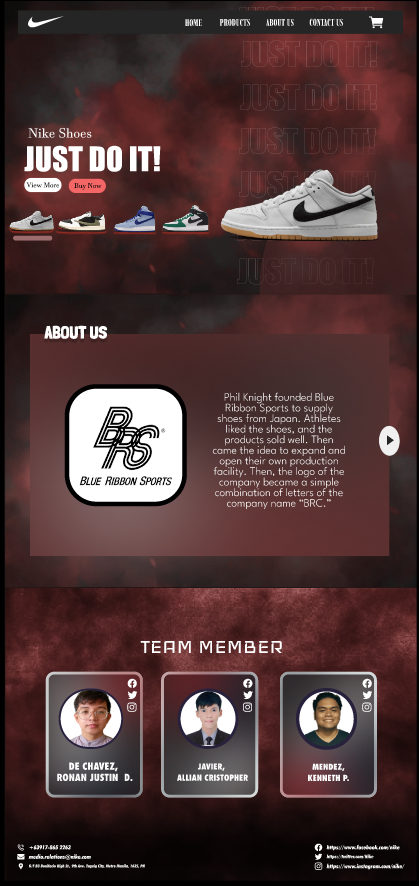 HOME PRODUCTS ABOUT US CONTACT US
JUST DO IT!
JUST DO IT!
JUST DO IT!
JUST DO IT!
Nike Shoes
JUST DO IT!
View More Buy Now
JUST DO IT!
ABOUT US
BRS
®
BLUE RIBBON SPORTS
Phil Knight founded Blue
Ribbon Sports to supply
shoes from Japan. Athletes
liked the shoes, and the
products sold well. Then
came the idea to expand and
open their own production
facility. Then, the logo of the
company became a simple
combination of letters of the
company name “BRC.”
TEAM MEMBER
DE CHAVEZ,
RONAN JUSTIN D.
JAVIER,
ALLIAN CRISTOPHER
MENDEZ,
KENNETH P.
+63917-865 2262
media.relations@nike.com
https://www.facebook.com/nike
https://twitter.com/Nike
https://www.instagram.com/nike/